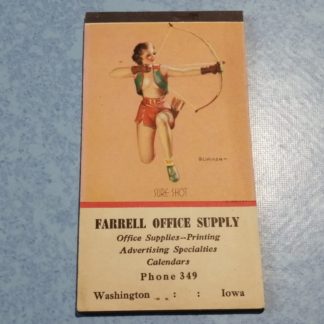 SURE SHOT
FARRELL OFFICE SUPPLY
Office Supplies—Printing
Advertising Specialties
Calendars
Phone 349
Washington : : Iowa